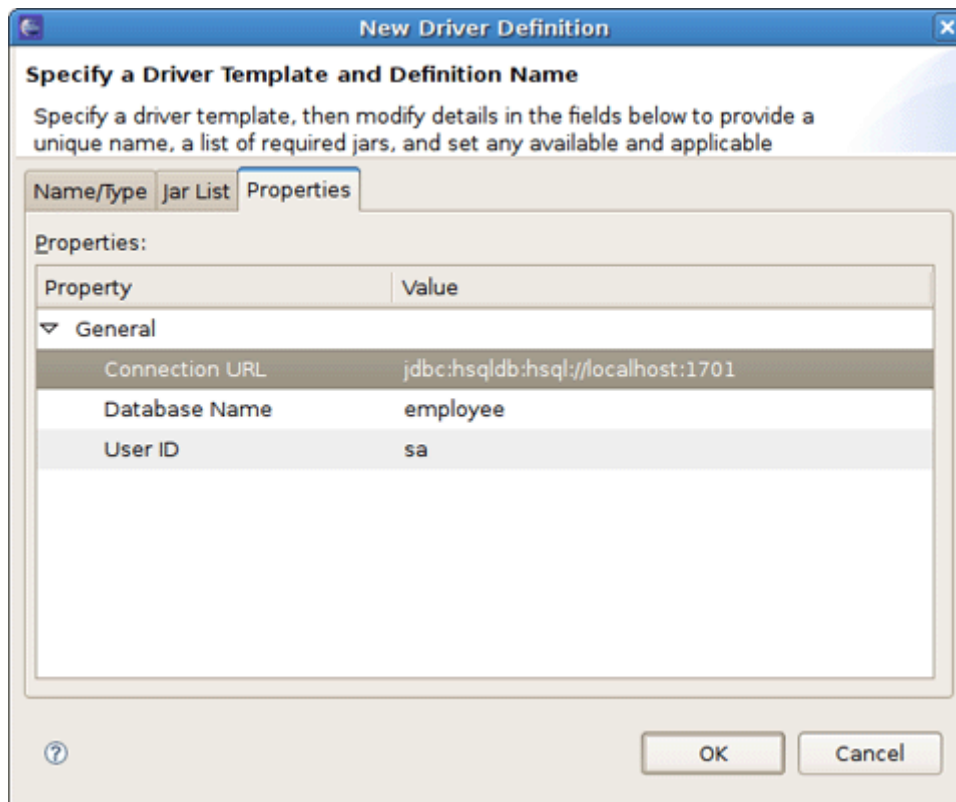 New Driver Definition
Specify a Driver Template and Definition Name
Specify a driver template, then modify details in the fields below to provide a
unique name, a list of required jars, and set any available and applicable
Name/Type Jar List Properties
Properties:
Property Value
General
Connection URL jdbc:hsqldb:hsql://localhost:1701
Database Name employee
User ID sa
OK Cancel